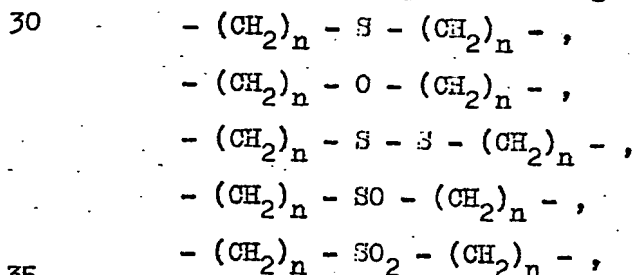 30 - (CH₂)ₙ - S - (CH₂)ₙ - ,
- (CH₂)ₙ - O - (CH₂)ₙ - ,
- (CH₂)ₙ - S - S - (CH₂)ₙ - ,
- (CH₂)ₙ - SO - (CH₂)ₙ - ,
35 - (CH₂)ₙ - SO₂ - (CH₂)ₙ - ,